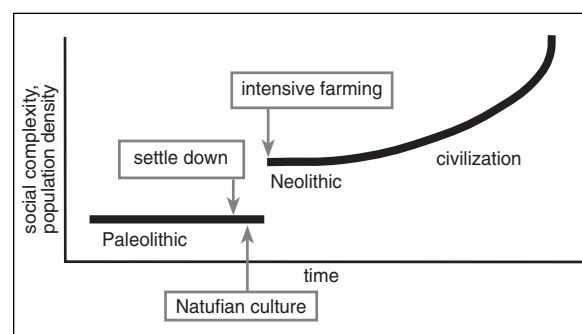 social complexity,
population density
intensive farming
settle down
civilization
Neolithic
Paleolithic
time
Natufian culture